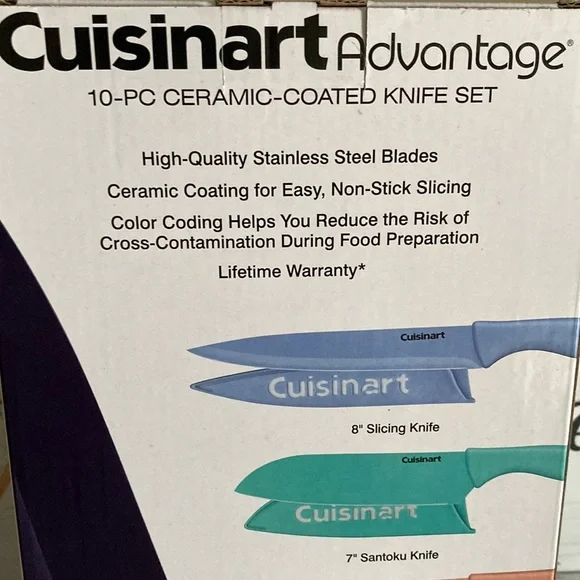 Cuisinart Advantage®
10-PC CERAMIC-COATED KNIFE SET
High-Quality Stainless Steel Blades
Ceramic Coating for Easy, Non-Stick Slicing
Color Coding Helps You Reduce the Risk of
Cross-Contamination During Food Preparation
Lifetime Warranty*
Cuisinart
Cuisinart
8" Slicing Knife
Cuisinart
Cuisinart
7" Santoku Knife